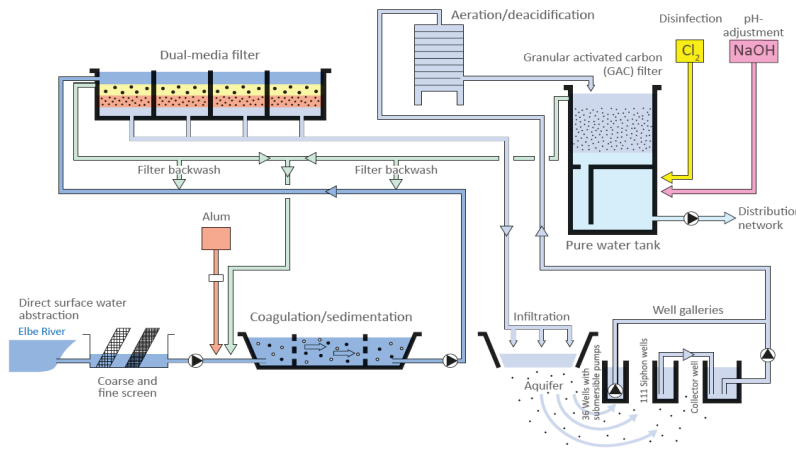 Aeration/deacidification
Disinfection
pH-
adjustment
Cl2
NaOH
Dual-media filter
Granular activated carbon
(GAC) filter
Filter backwash
Filter backwash
Alum
Distribution
network
Pure water tank
Direct surface water
abstraction
Elbe River
Coagulation/sedimentation
Infiltration
Well galleries
Coarse and
fine screen
Aquifer
36 Wells with
submersible pumps
111 Siphon wells
Collector well